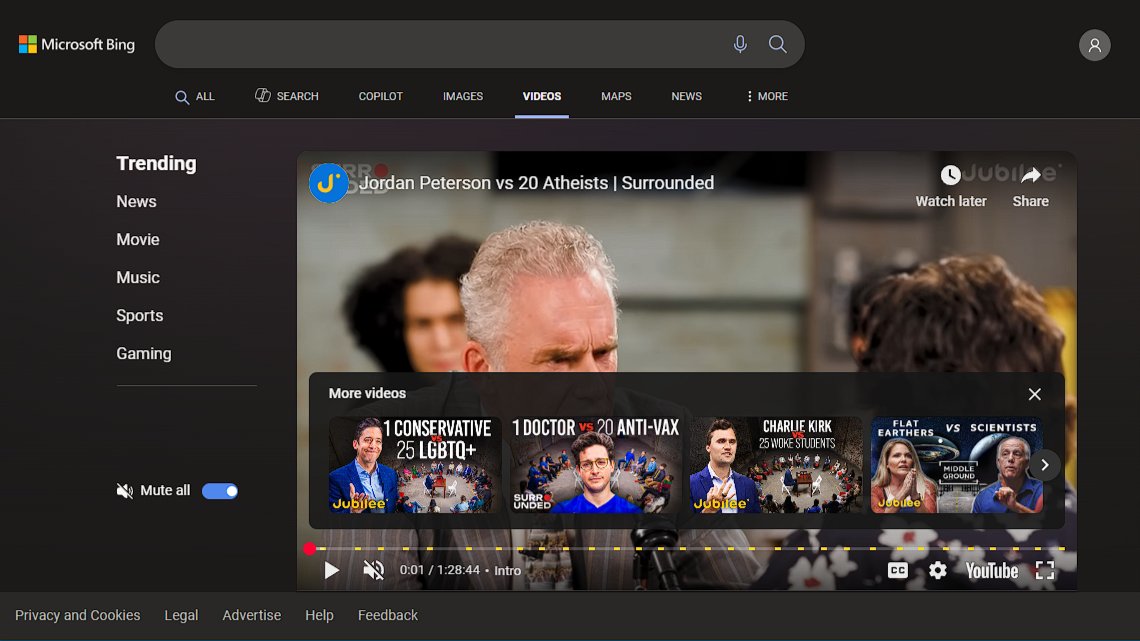 Microsoft Bing
ALL
SEARCH
COPILOT
IMAGES
VIDEOS
MAPS
NEWS
MORE
Trending
News
Movie
Music
Sports
Gaming
Mute all
SURROUNDED
Jordan Peterson vs 20 Atheists | Surrounded
Jubilee
Watch later
Share
More videos
1 CONSERVATIVE
VS
25 LGBTQ+
Jubilee
1 DOCTOR VS 20 ANTI-VAX
SURROUNDED
CHARLIE KIRK
VS
25 WOKE STUDENTS
Jubilee
FLAT EARTHERS VS SCIENTISTS
MIDDLE GROUND
Jubilee
0:01 / 1:28:44 • Intro
CC
YouTube
Privacy and Cookies
Legal
Advertise
Help
Feedback